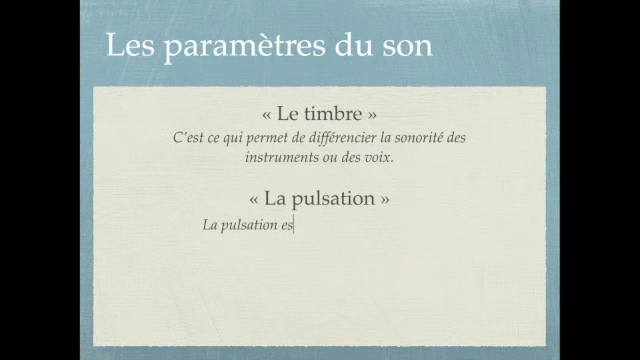 Les paramètres du son
« Le timbre »
C'est ce qui permet de différencier la sonorité des
instruments ou des voix.
« La pulsation »
La pulsation es